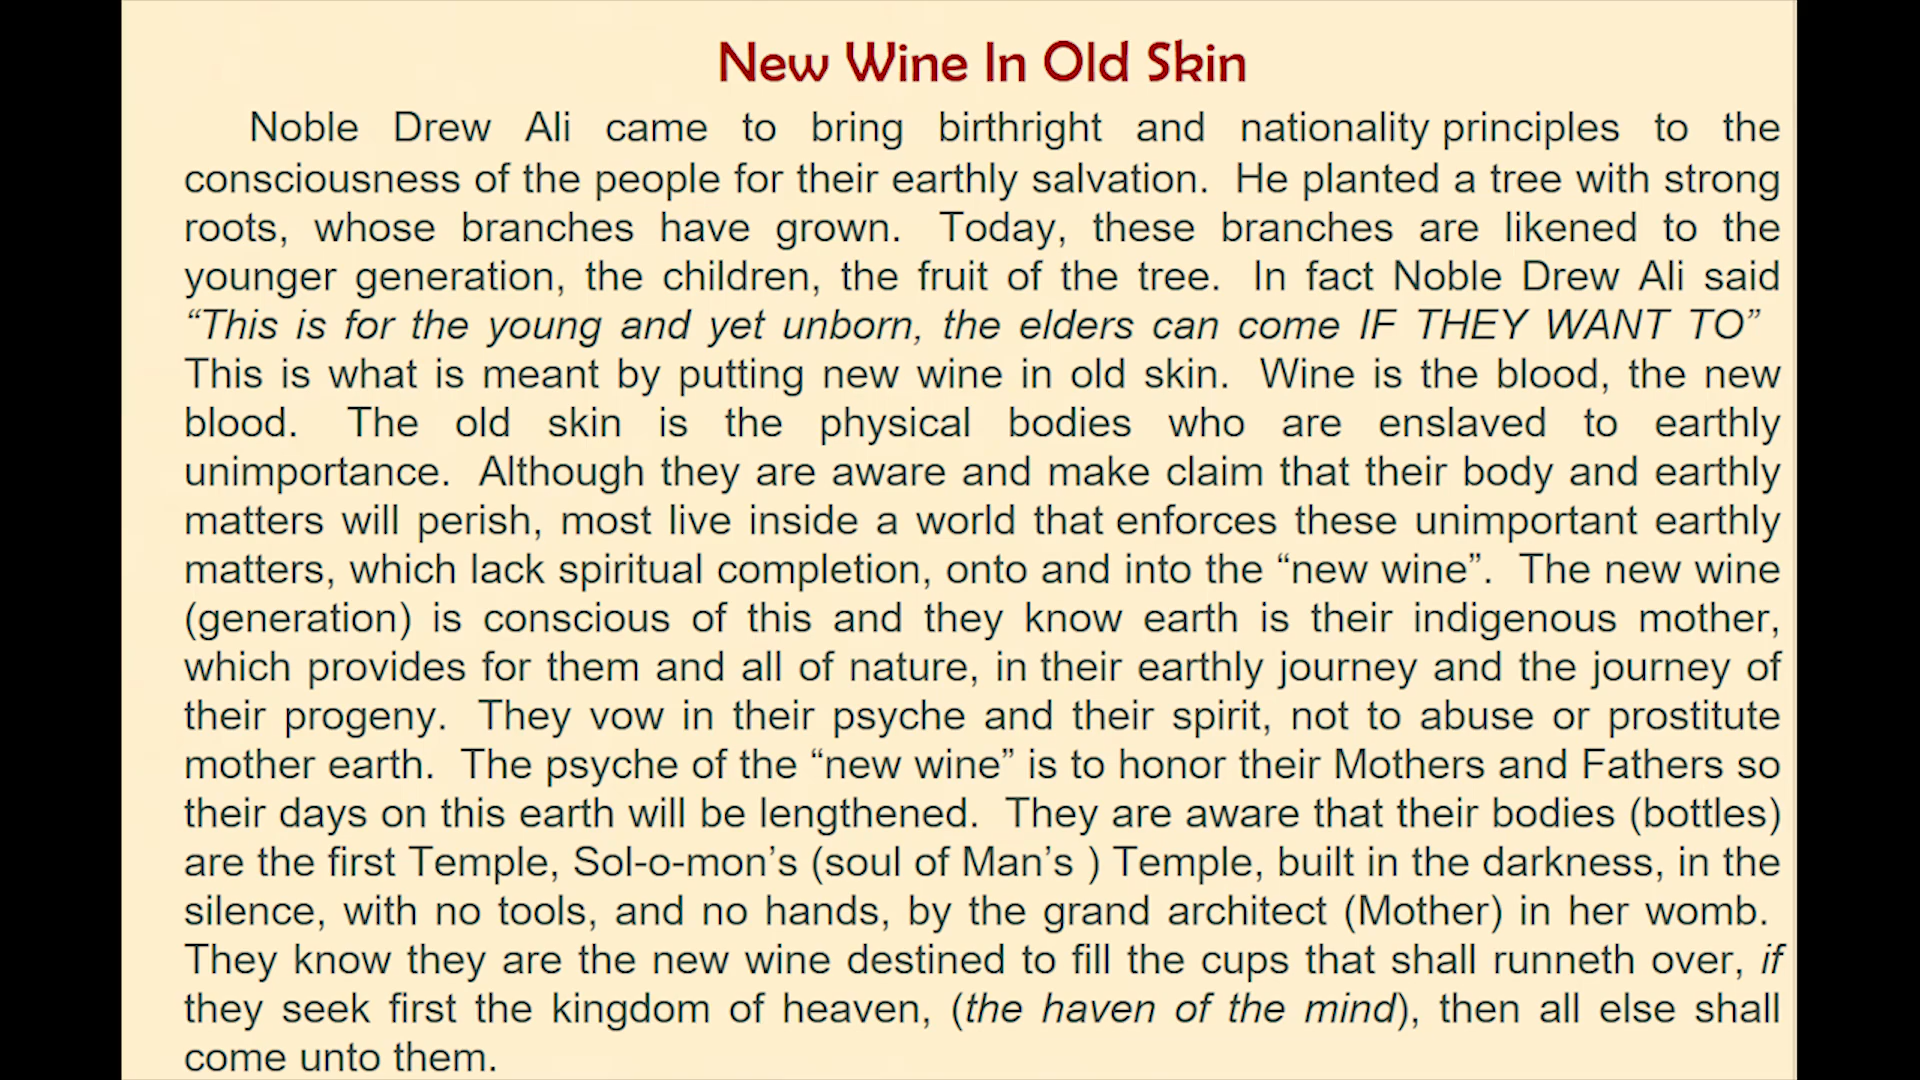 New Wine In Old Skin
Noble Drew Ali came to bring birthright and nationality principles to the
consciousness of the people for their earthly salvation. He planted a tree with strong
roots, whose branches have grown. Today, these branches are likened to the
younger generation, the children, the fruit of the tree. In fact Noble Drew Ali said
“This is for the young and yet unborn, the elders can come IF THEY WANT TO”
This is what is meant by putting new wine in old skin. Wine is the blood, the new
blood. The old skin is the physical bodies who are enslaved to earthly
unimportance. Although they are aware and make claim that their body and earthly
matters will perish, most live inside a world that enforces these unimportant earthly
matters, which lack spiritual completion, onto and into the “new wine”. The new wine
(generation) is conscious of this and they know earth is their indigenous mother,
which provides for them and all of nature, in their earthly journey and the journey of
their progeny. They vow in their psyche and their spirit, not to abuse or prostitute
mother earth. The psyche of the “new wine” is to honor their Mothers and Fathers so
their days on this earth will be lengthened. They are aware that their bodies (bottles)
are the first Temple, Sol-o-mon’s (soul of Man’s ) Temple, built in the darkness, in the
silence, with no tools, and no hands, by the grand architect (Mother) in her womb.
They know they are the new wine destined to fill the cups that shall runneth over, if
they seek first the kingdom of heaven, (the haven of the mind), then all else shall
come unto them.